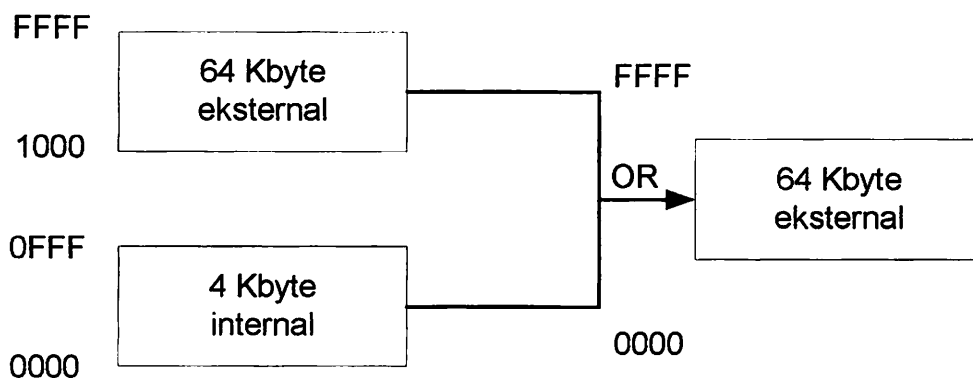 FFFF
64 Kbyte
eksternal
1000
0FFF
4 Kbyte
internal
0000
FFFF
OR
0000
64 Kbyte
eksternal